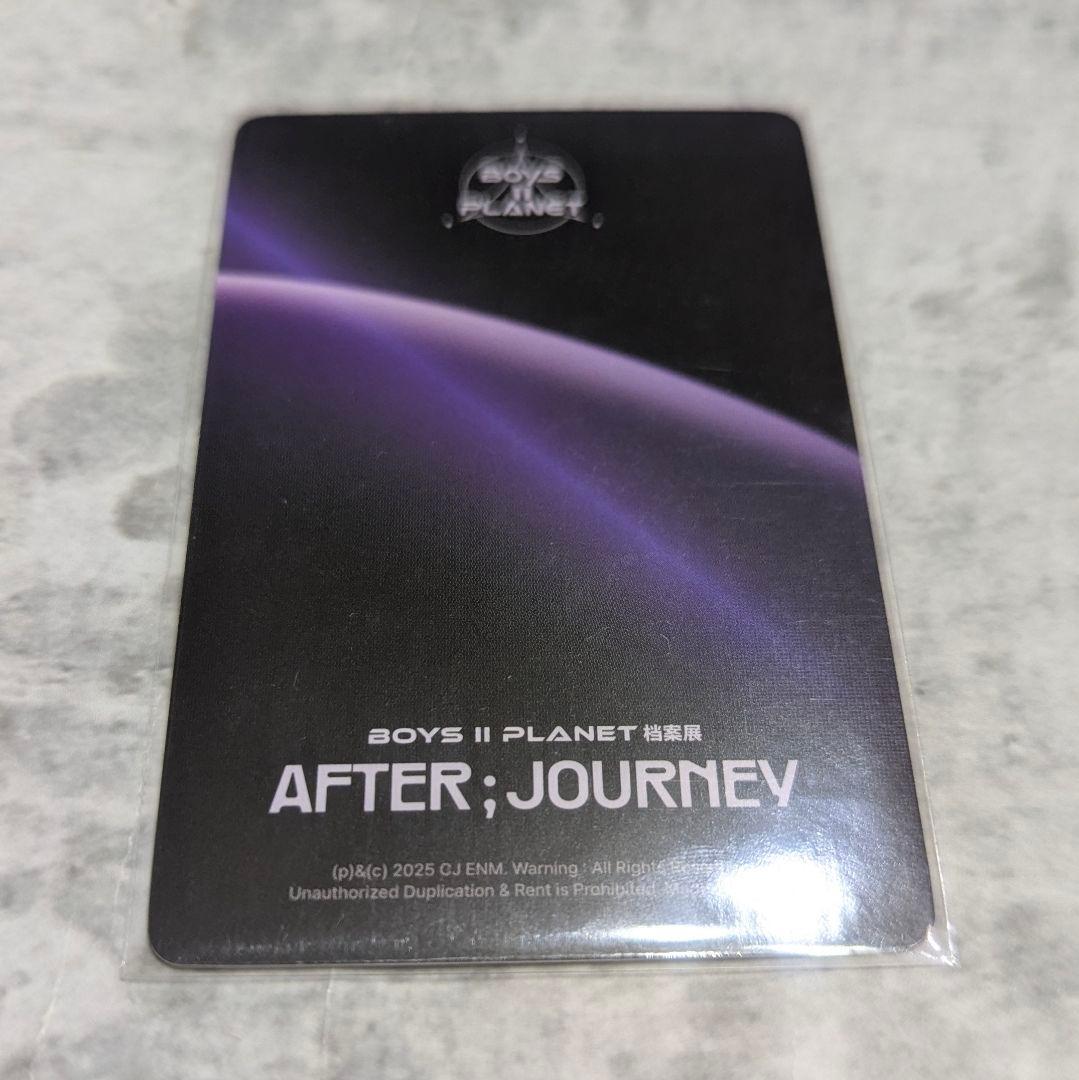 BOYS
II
PLANET
BOYS II PLANET 档案展
AFTER ; JOURNEY
(p)&(c) 2025 CJ ENM. Warning : All Rights
Unauthorized Duplication & Rent is Prohibited.